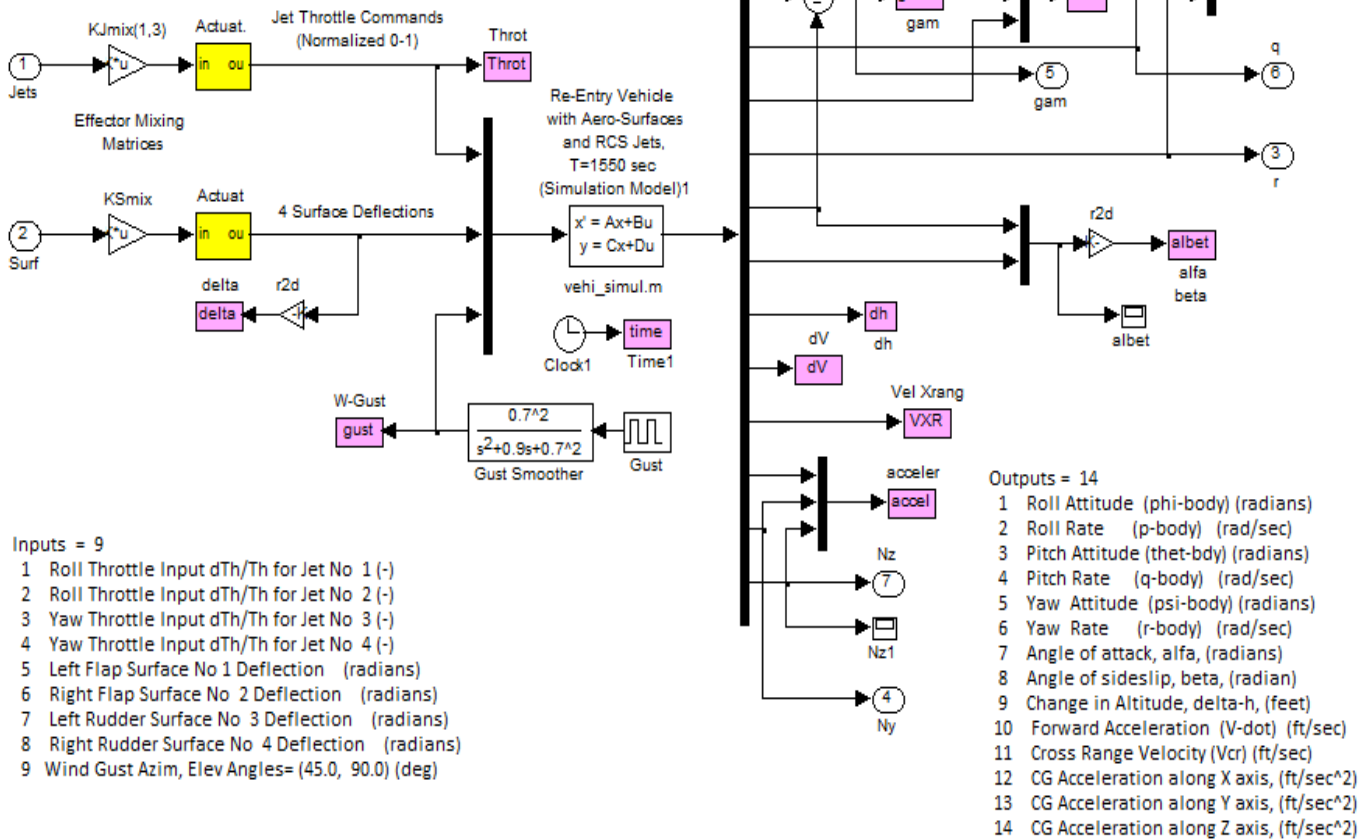 KJmix(1,3)
Actuat.
Jet Throttle Commands
(Normalized 0-1)
Throt
1
Jets
*u
in ou
Throt
Effector Mixing
Matrices
Re-Entry Vehicle
with Aero-Surfaces
and RCS Jets,
T=1550 sec
(Simulation Model)1
KSmix
Actuat
4 Surface Deflections
2
Surf
*u
in ou
x' = Ax+Bu
y = Cx+Du
vehi_simul.m
delta
r2d
delta
Clock1
time
Time1
W-Gust
gust
0.7^2
s^2+0.9s+0.7^2
Gust Smoother
Gust
gam
5
gam
q
6
3
r
r2d
albet
alfa
beta
albet
dh
dh
dV
dV
Vel Xrang
VXR
acceler
accel
Nz
7
Nz1
4
Ny
Inputs = 9
1 Roll Throttle Input dTh/Th for Jet No 1 (-)
2 Roll Throttle Input dTh/Th for Jet No 2 (-)
3 Yaw Throttle Input dTh/Th for Jet No 3 (-)
4 Yaw Throttle Input dTh/Th for Jet No 4 (-)
5 Left Flap Surface No 1 Deflection (radians)
6 Right Flap Surface No 2 Deflection (radians)
7 Left Rudder Surface No 3 Deflection (radians)
8 Right Rudder Surface No 4 Deflection (radians)
9 Wind Gust Azim, Elev Angles= (45.0, 90.0) (deg)
Outputs = 14
1 Roll Attitude (phi-body) (radians)
2 Roll Rate (p-body) (rad/sec)
3 Pitch Attitude (thet-bdy) (radians)
4 Pitch Rate (q-body) (rad/sec)
5 Yaw Attitude (psi-body) (radians)
6 Yaw Rate (r-body) (rad/sec)
7 Angle of attack, alfa, (radians)
8 Angle of sideslip, beta, (radian)
9 Change in Altitude, delta-h, (feet)
10 Forward Acceleration (V-dot) (ft/sec)
11 Cross Range Velocity (Vcr) (ft/sec)
12 CG Acceleration along X axis, (ft/sec^2)
13 CG Acceleration along Y axis, (ft/sec^2)
14 CG Acceleration along Z axis, (ft/sec^2)